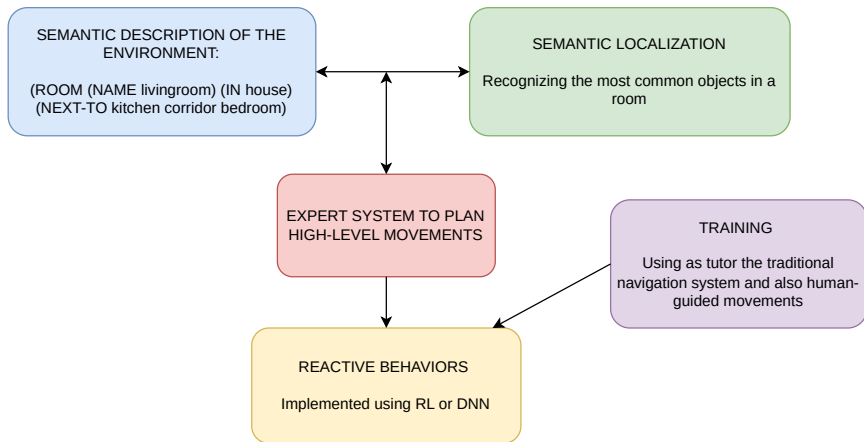 SEMANTIC DESCRIPTION OF THE
ENVIRONMENT:
(ROOM (NAME livingroom) (IN house)
(NEXT-TO kitchen corridor bedroom)
SEMANTIC LOCALIZATION
Recognizing the most common objects in a
room
EXPERT SYSTEM TO PLAN
HIGH-LEVEL MOVEMENTS
TRAINING
Using as tutor the traditional
navigation system and also human-
guided movements
REACTIVE BEHAVIORS
Implemented using RL or DNN